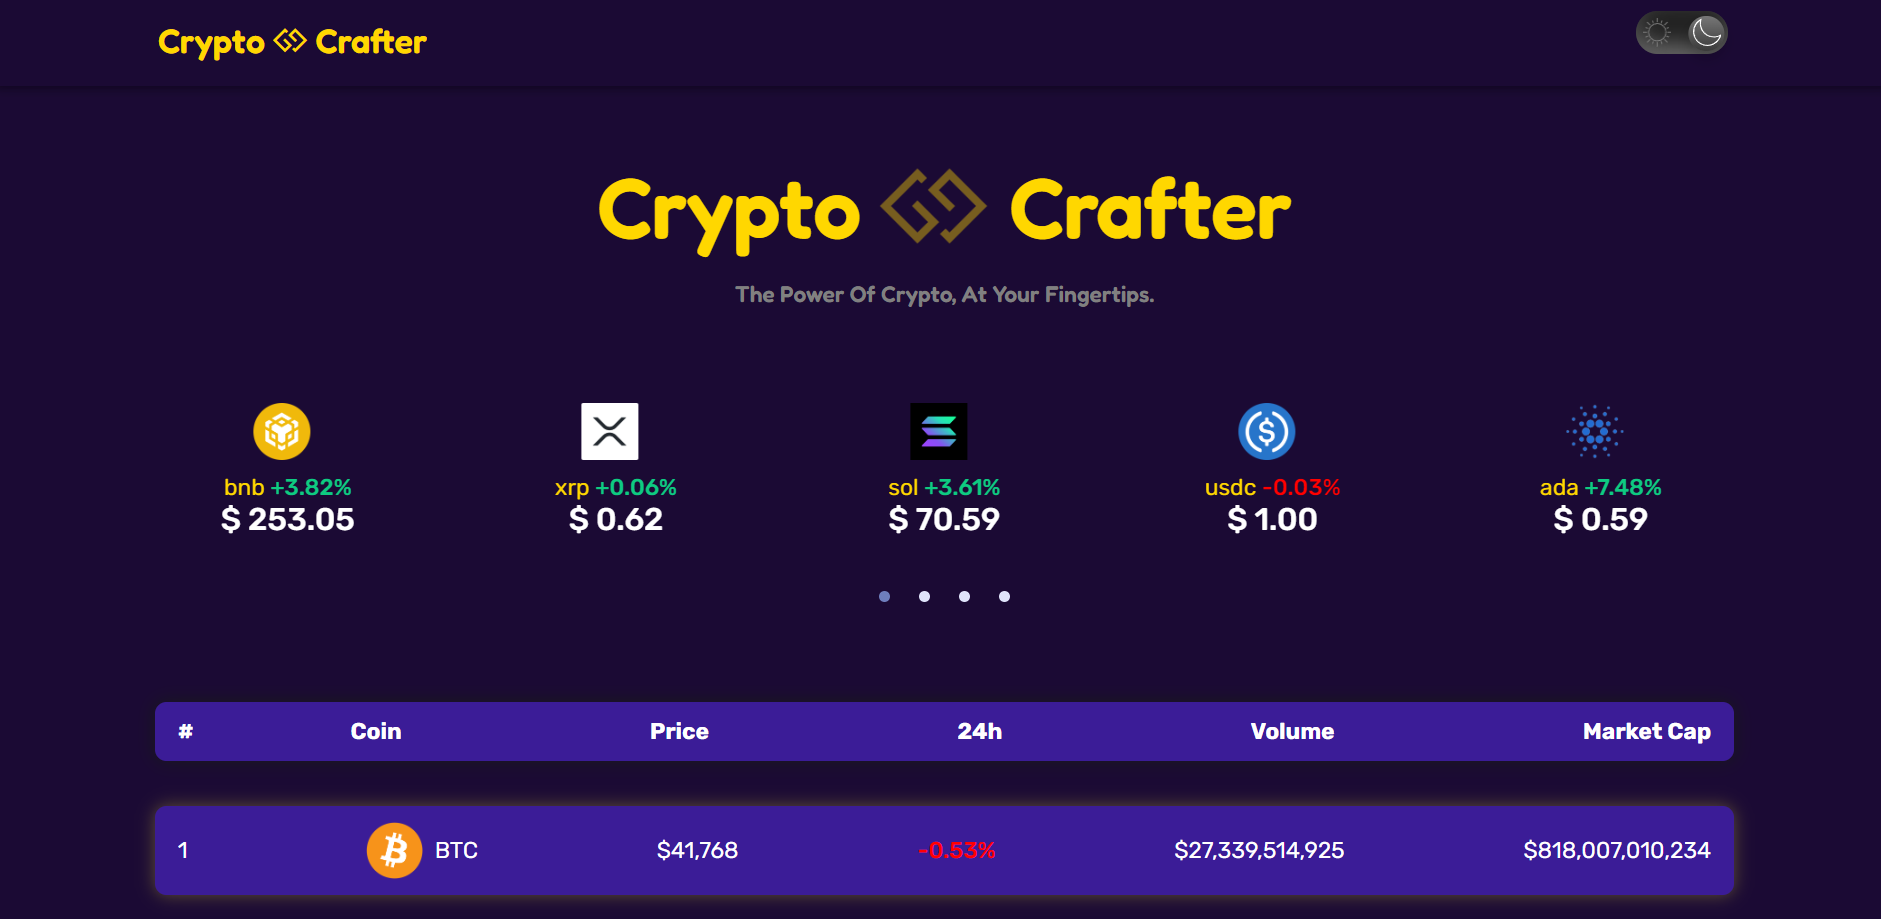 Crypto Crafter
Crypto Crafter
The Power Of Crypto, At Your Fingertips.
bnb +3.82% xrp +0.06% sol +3.61% usdc -0.03% ada +7.48%
$ 253.05 $ 0.62 $ 70.59 $ 1.00 $ 0.59
# Coin Price 24h Volume Market Cap
1 BTC $41,768 -0.53% $27,339,514,925 $818,007,010,234